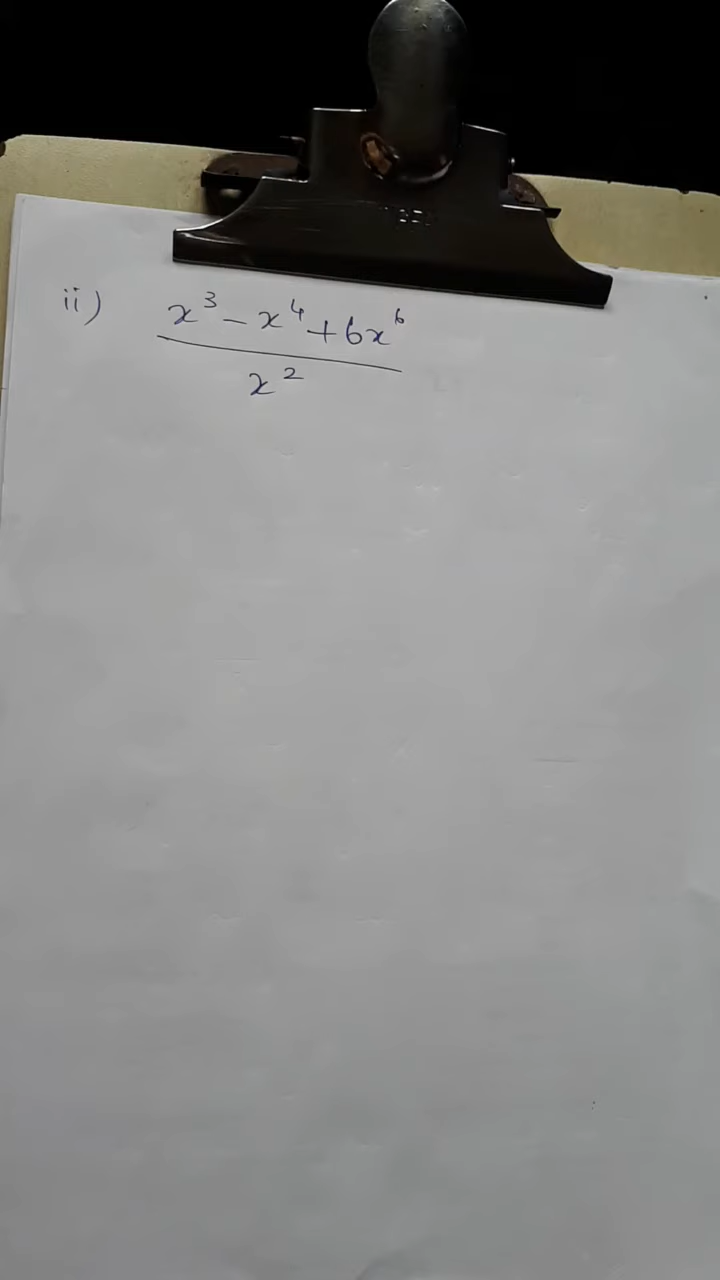 ii) x³ - x⁴ + 6x⁶
x²